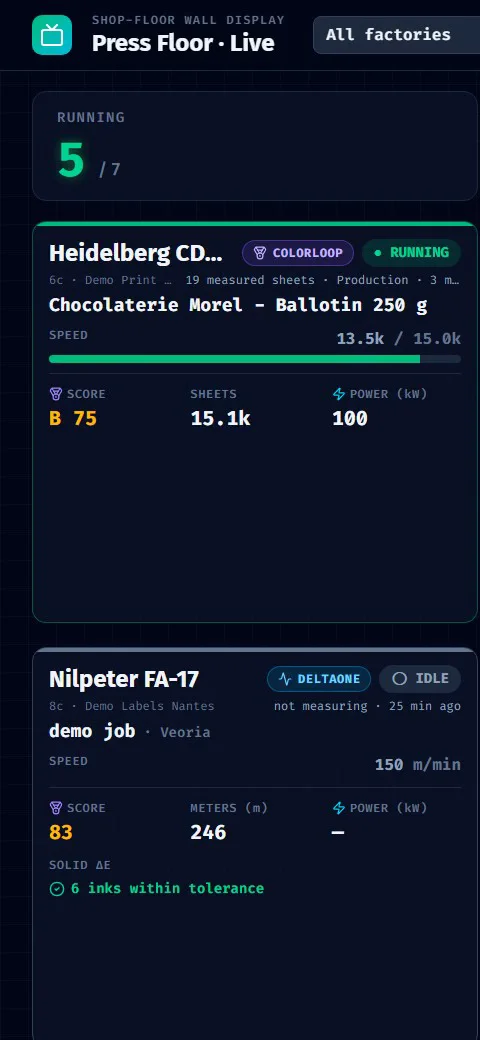 SHOP-FLOOR WALL DISPLAY
Press Floor · Live
All factories
RUNNING
5 / 7
Heidelberg CD…
COLORLOOP
RUNNING
6c · Demo Print …
19 measured sheets · Production · 3 m…
Chocolaterie Morel – Ballotin 250 g
SPEED
13.5k / 15.0k
SCORE
SHEETS
POWER (kW)
B 75
15.1k
100
Nilpeter FA-17
DELTAONE
IDLE
8c · Demo Labels Nantes
not measuring · 25 min ago
demo job · Veoria
SPEED
150 m/min
SCORE
METERS (m)
POWER (kW)
83
246
—
SOLID ΔE
6 inks within tolerance